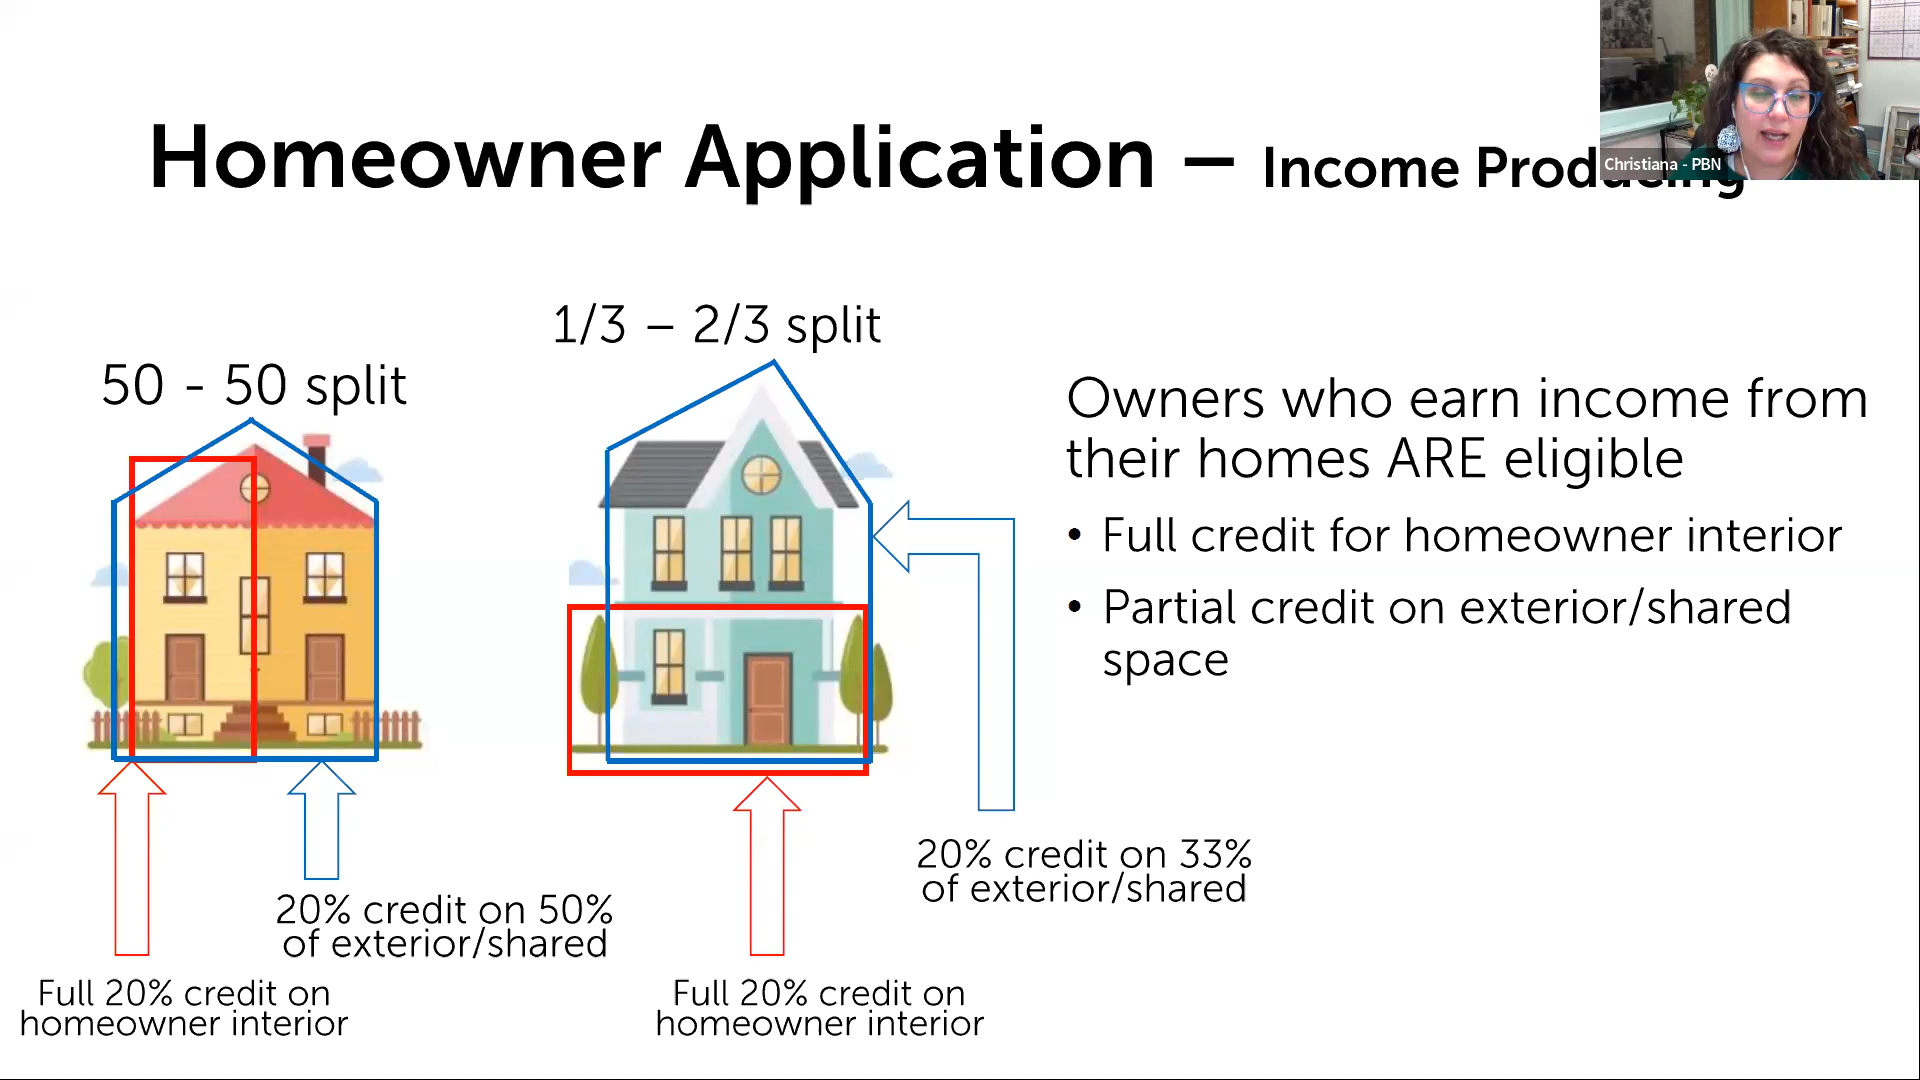 Homeowner Application – Income Producing
Christiana - PBN
50 - 50 split
1/3 – 2/3 split
Owners who earn income from
their homes ARE eligible
• Full credit for homeowner interior
• Partial credit on exterior/shared
space
20% credit on 50%
of exterior/shared
20% credit on 33%
of exterior/shared
Full 20% credit on
homeowner interior
Full 20% credit on
homeowner interior